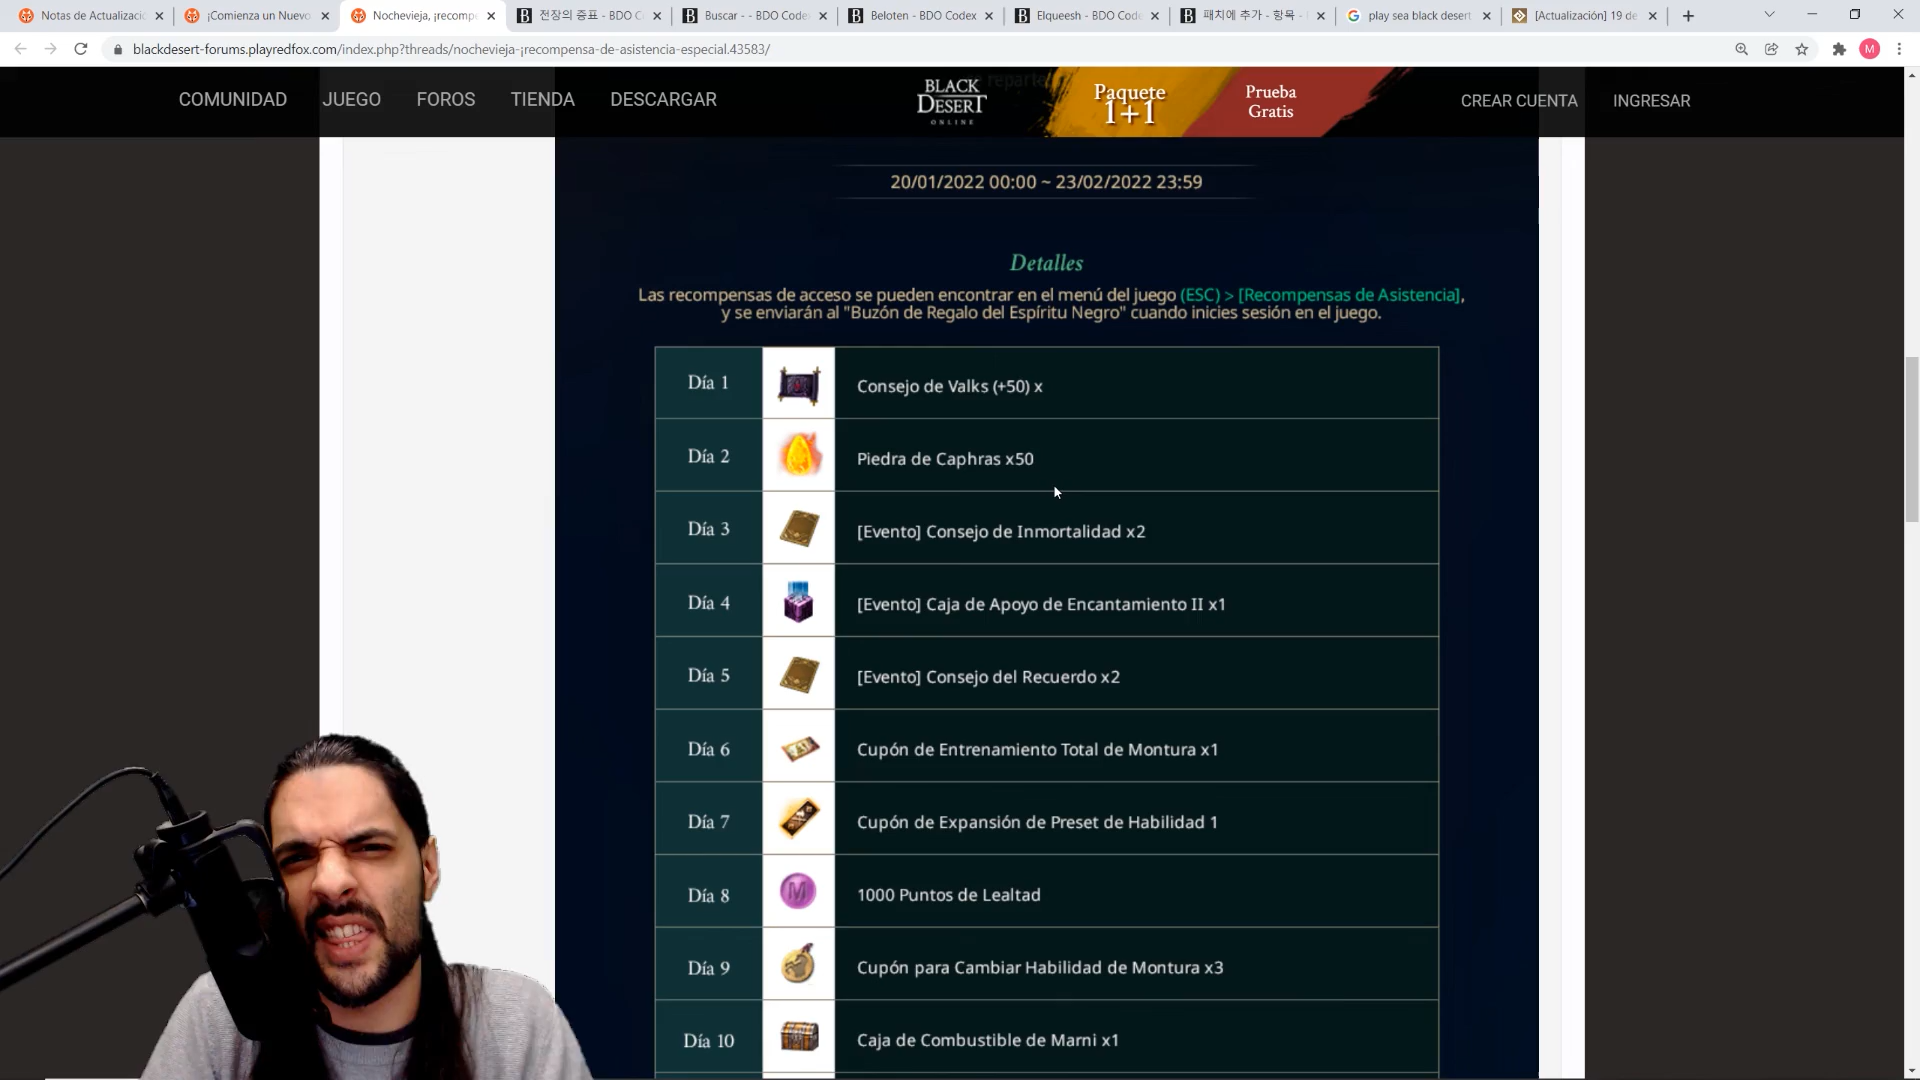 Notas de Actualizaci
¡Comienza un Nuevo
Nochevieja, ¡recomp
전장의 증표 - BDO C
Buscar - - BDO Code
Beloten - BDO Codex
Elqueesh - BDO Cod
패치에 추가 - 항목 -
play sea black desert
[Actualización] 19 de
blackdesert-forums.playredfox.com/index.php?threads/nochevieja-¡recompensa-de-asistencia-especial.43583/
M
COMUNIDAD
JUEGO
FOROS
TIENDA
DESCARGAR
BLACK
DESERT
ONLINE
Paquete
1+1
Prueba
Gratis
CREAR CUENTA
INGRESAR
20/01/2022 00:00 ~ 23/02/2022 23:59
Detalles
Las recompensas de acceso se pueden encontrar en el menú del juego (ESC) > [Recompensas de Asistencia],
y se enviarán al "Buzón de Regalo del Espíritu Negro" cuando inicies sesión en el juego.
Día 1 Consejo de Valks (+50) x
Día 2 Piedra de Caphras x50
Día 3 [Evento] Consejo de Inmortalidad x2
Día 4 [Evento] Caja de Apoyo de Encantamiento II x1
Día 5 [Evento] Consejo del Recuerdo x2
Día 6 Cupón de Entrenamiento Total de Montura x1
Día 7 Cupón de Expansión de Preset de Habilidad 1
Día 8 M 1000 Puntos de Lealtad
Día 9 Cupón para Cambiar Habilidad de Montura x3
Día 10 Caja de Combustible de Marni x1